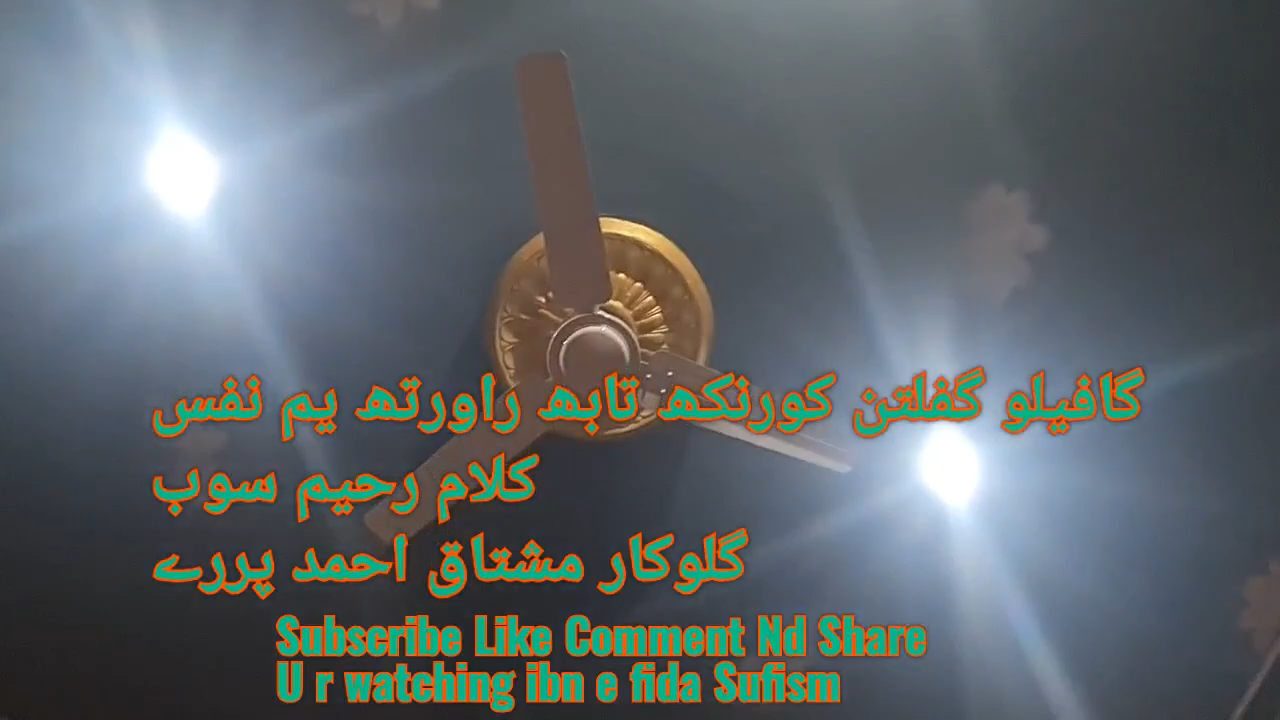 گافیلو گفلتن کورنکھ تابھ راورتھ یم نفس
کلام رحیم سوب
گلوکار مشتاق احمد پررے
Subscribe Like Comment Nd Share
U r watching ibn e fida Sufism